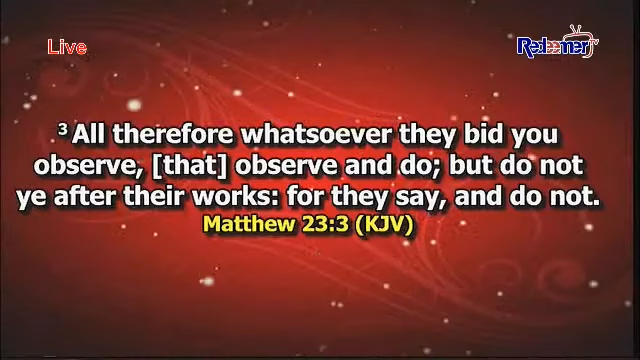 Live
Redeemer TV
³ All therefore whatsoever they bid you
observe, [that] observe and do; but do not
ye after their works: for they say, and do not.
Matthew 23:3 (KJV)